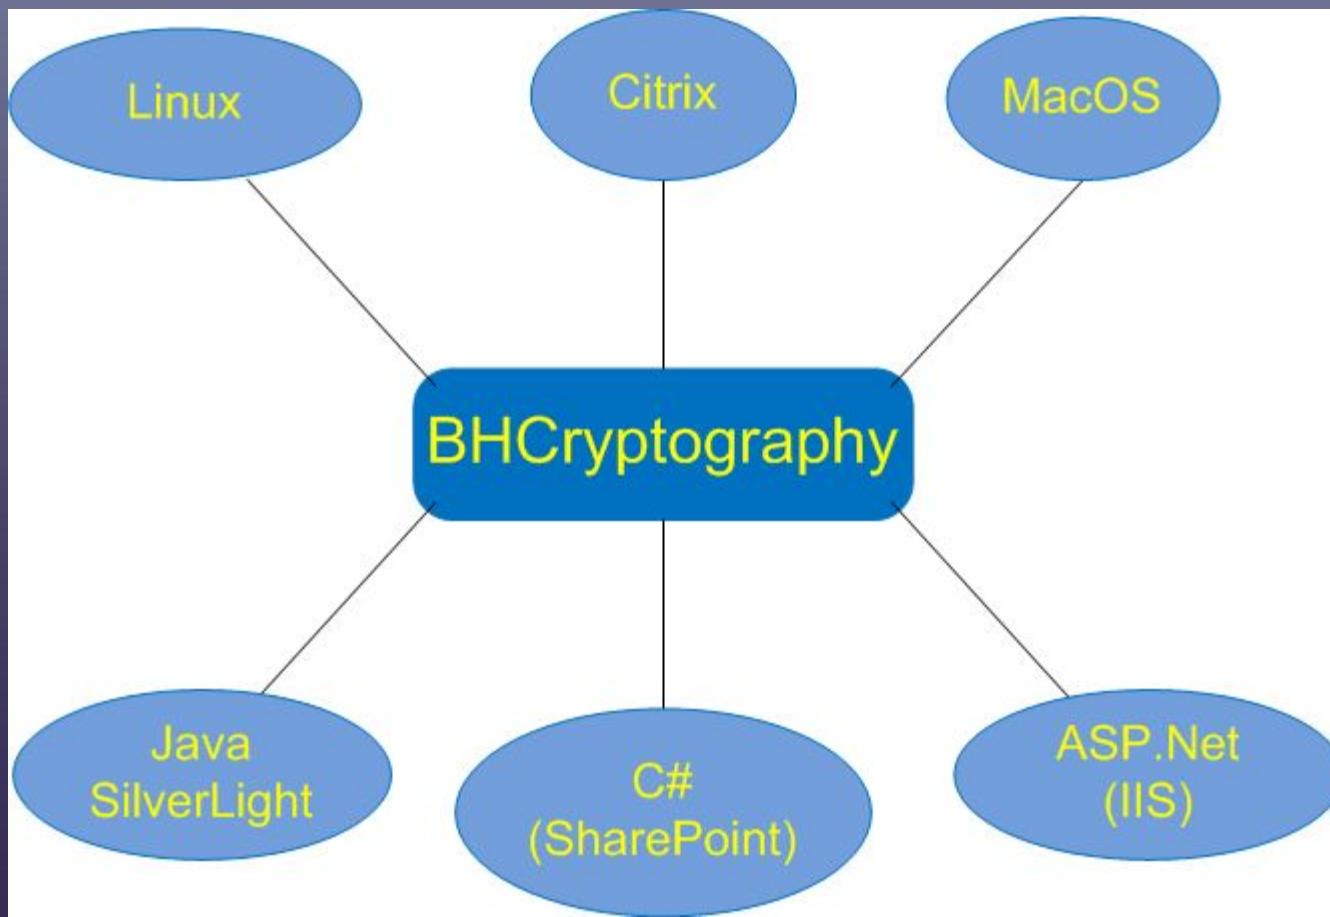 Linux
Citrix
MacOS
BHCryptography
Java
SilverLight
C#
(SharePoint)
ASP.Net
(IIS)